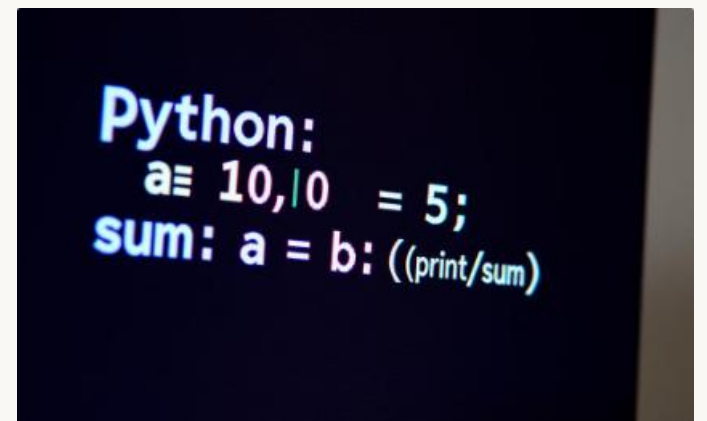 Python:
a≡ 10,|0 = 5;
sum: a = b: ((print/sum)